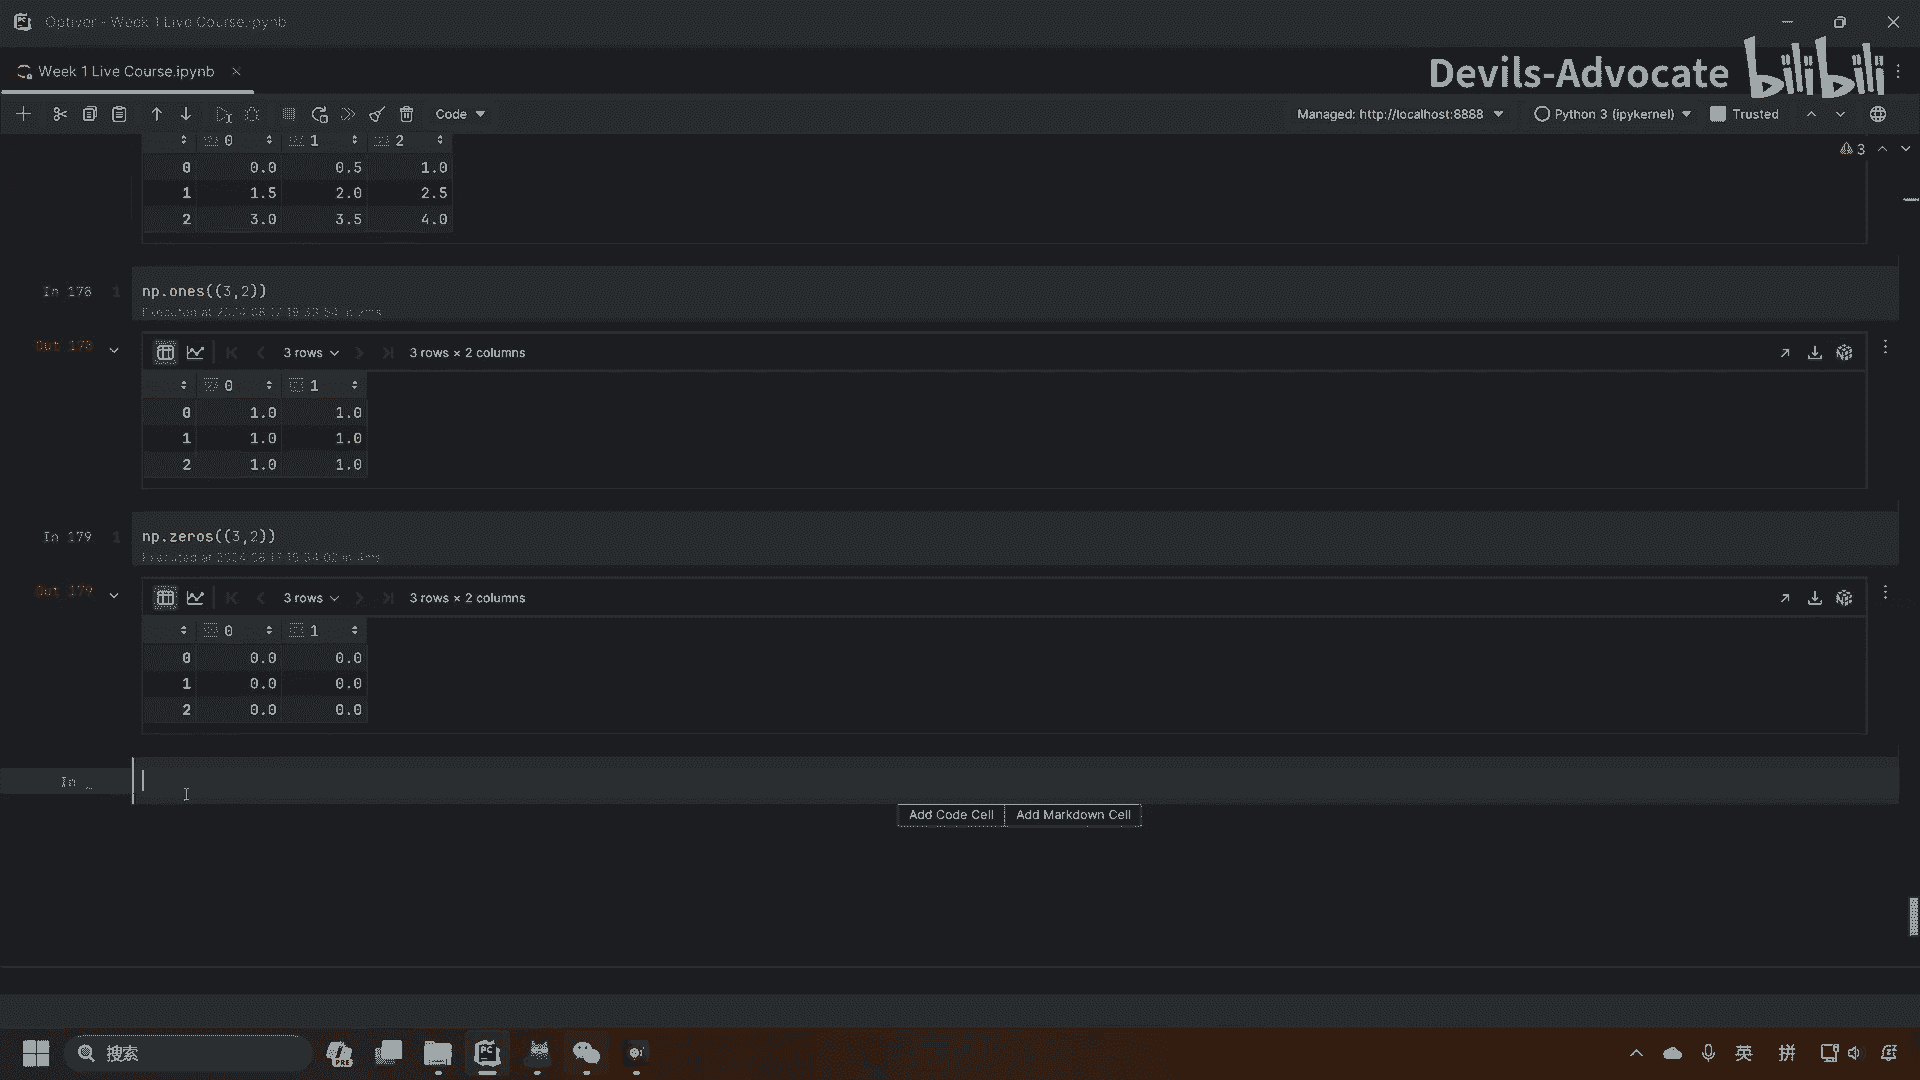 Optiver - Week 1 Live Course.ipynb
Week 1 Live Course.ipynb
Devils-Advocate bilibili
Code
Managed: http://localhost:8888
Python 3 (ipykernel)
Trusted
3
0 1 2
0 0.0 0.5 1.0
1 1.5 2.0 2.5
2 3.0 3.5 4.0
In 178 1 np.ones((3,2))
Out 178
3 rows
3 rows × 2 columns
0 1
0 1.0 1.0
1 1.0 1.0
2 1.0 1.0
In 179 1 np.zeros((3,2))
Out 179
3 rows
3 rows × 2 columns
0 1
0 0.0 0.0
1 0.0 0.0
2 0.0 0.0
In _
Add Code Cell
Add Markdown Cell
搜索
PRE
PC
英
拼